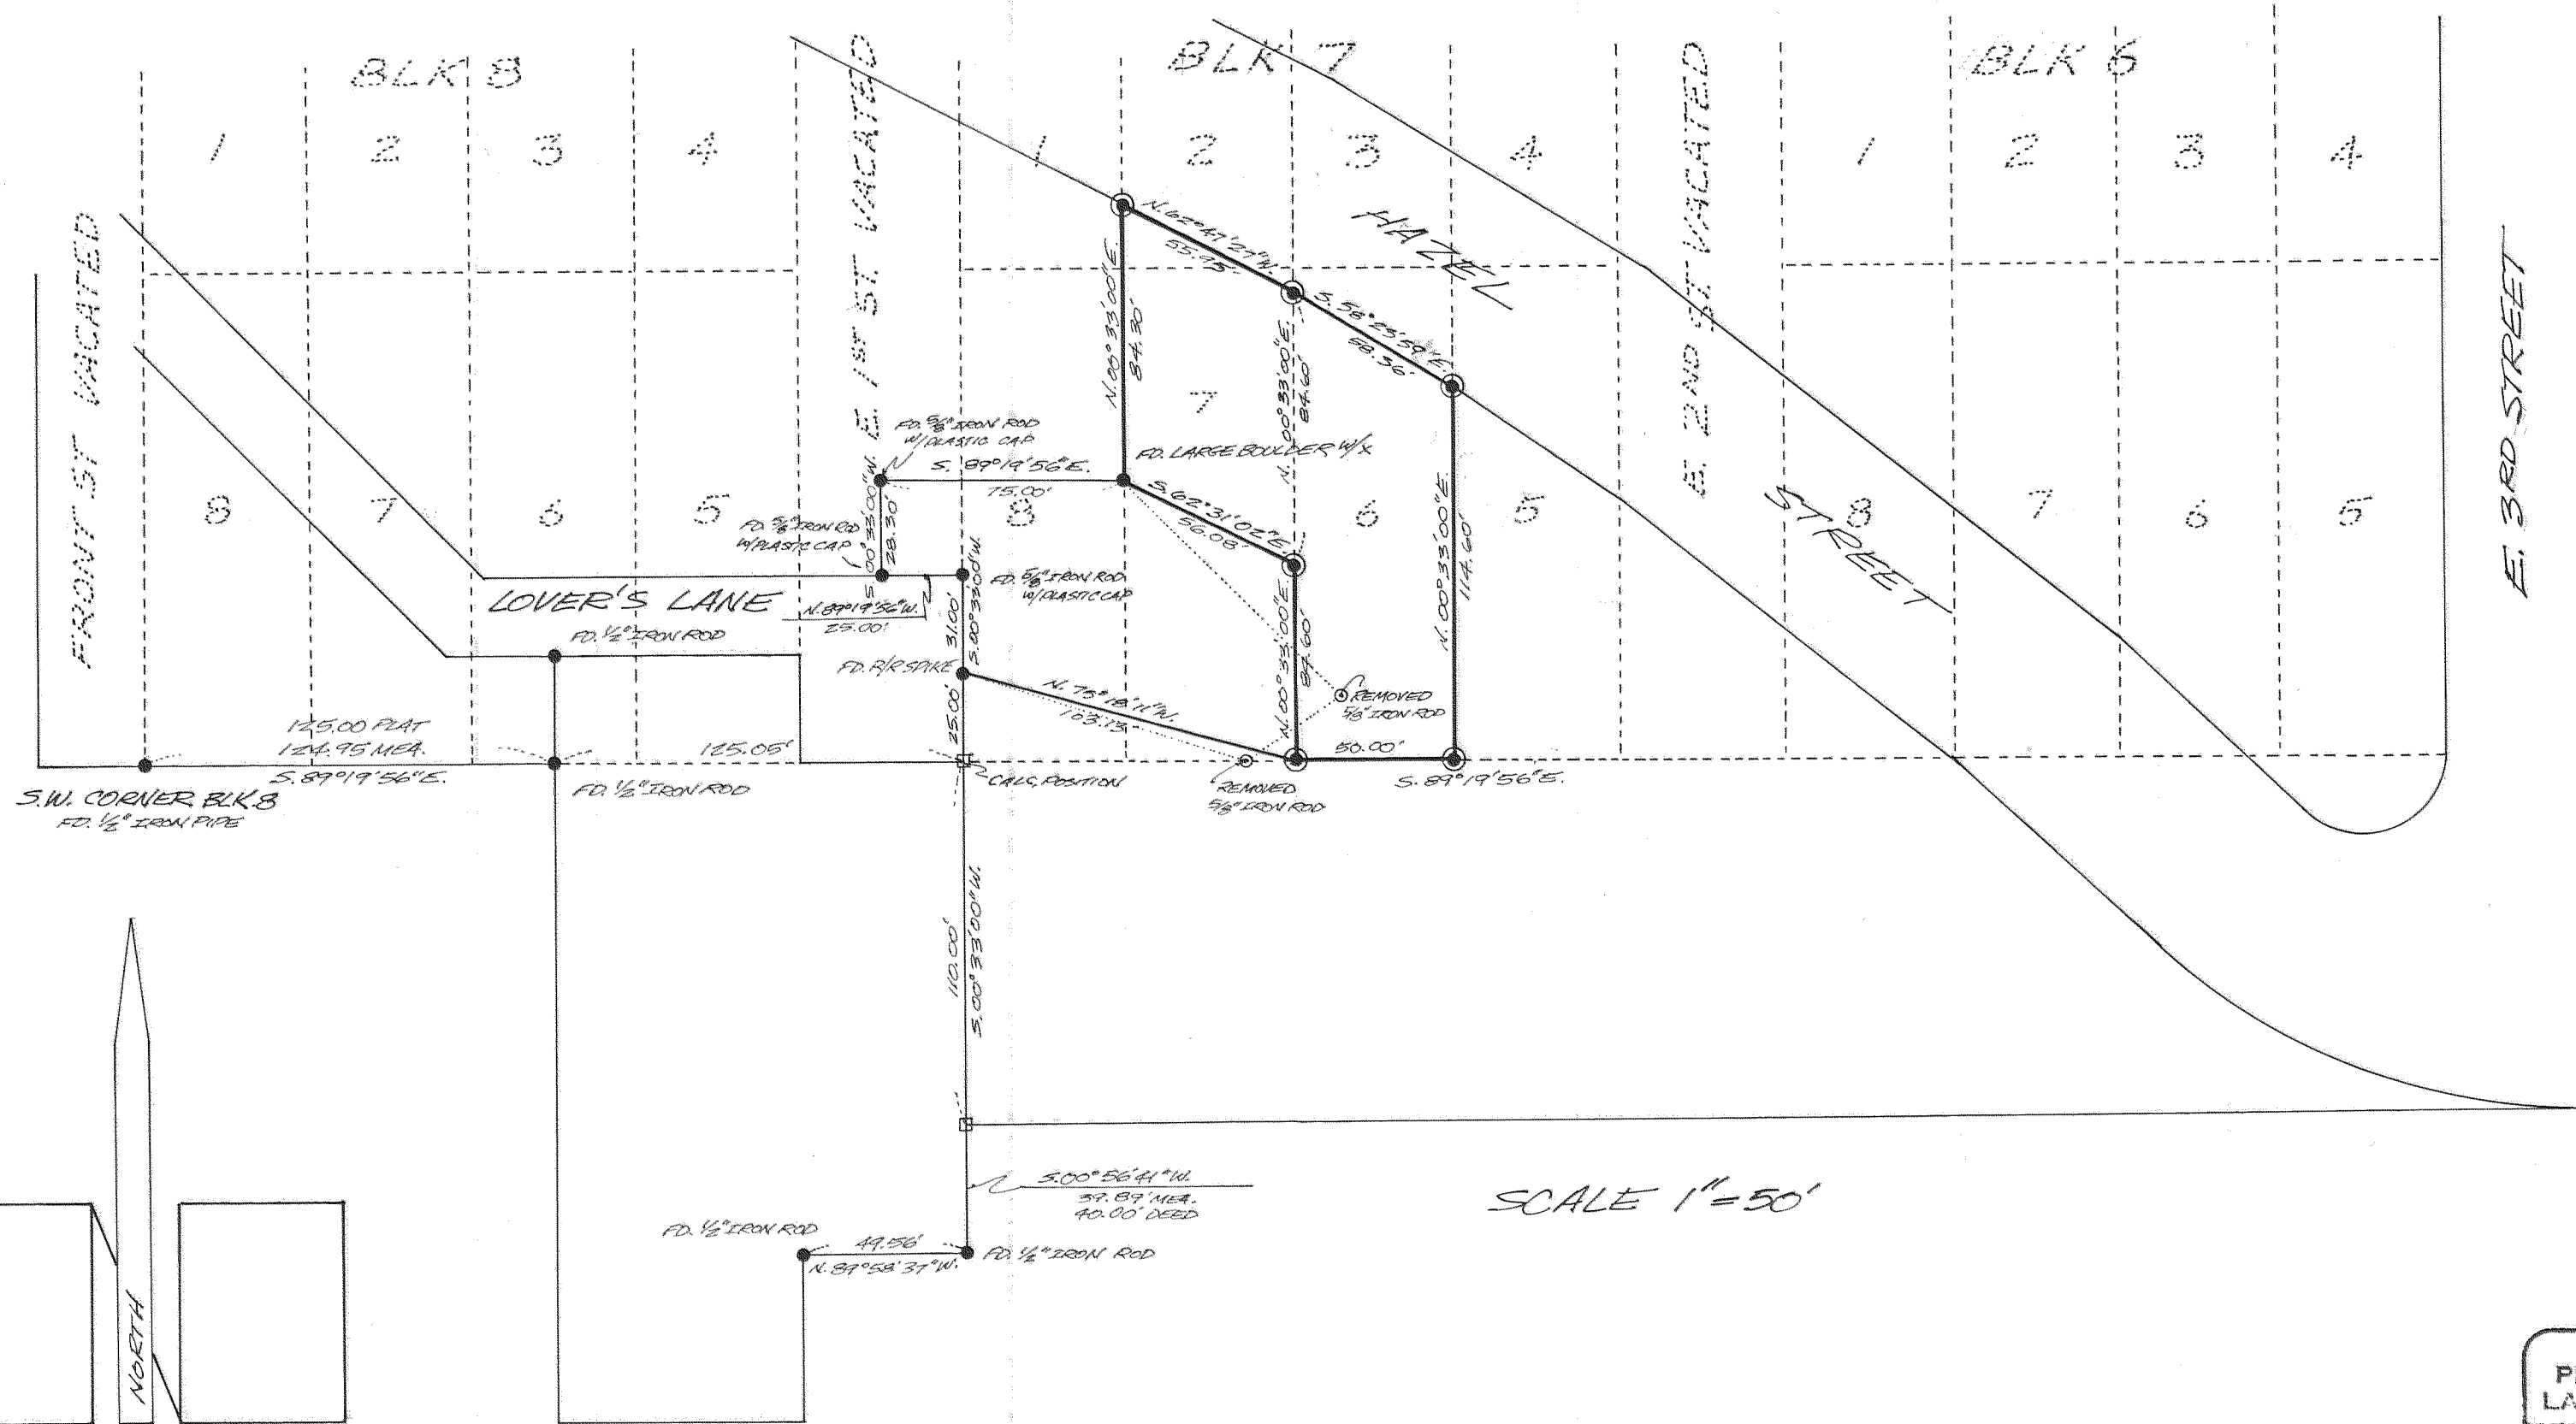 BLK 8
BLK 7
BLK 6
1
2
3
4
1
2
3
4
1
2
3
4
FRONT ST VACATED
E. 1ST ST. VACATED
E. 2ND ST. VACATED
E. 3RD STREET
HAZEL
STREET
N.62°47'27"W.
55.95'
S.58°25'59"E.
58.36'
N.00°33'00"E.
84.30'
N.00°33'00"E.
84.60'
N.00°33'00"E.
114.60'
7
8
7
6
5
8
6
5
8
7
6
5
FD. 5/8" IRON ROD
W/PLASTIC CAP
S. 89°19'56"E.
75.00'
FD. LARGE BOULDER W/X
S.62°31'02"E.
56.08'
FD. 5/8" IRON ROD
W/PLASTIC CAP
S.00°33'00"W.
28.30'
FD. 5/8" IRON ROD
W/PLASTIC CAP
LOVER'S LANE
N.89°19'56"W.
25.00'
FD. 1/2" IRON ROD
31.00'
S.00°33'00"W.
FD. R/R SPIKE
25.00'
N.75°18'11"W.
103.13'
N.00°33'00"E.
84.60'
REMOVED
5/8" IRON ROD
125.00 PLAT
124.95 MEA.
S.89°19'56"E.
125.05'
50.00'
S.89°19'56"E.
S.W. CORNER BLK.8
FD. 1/2" IRON PIPE
FD. 1/2" IRON ROD
CALC. POSITION
REMOVED
5/8" IRON ROD
110.00'
S.00°33'00"W.
S.00°56'41"W.
39.89' MEA.
40.00' DEED
SCALE 1"=50'
FD. 1/2" IRON ROD
49.56'
N.89°58'37"W.
FD. 1/2" IRON ROD
NORTH